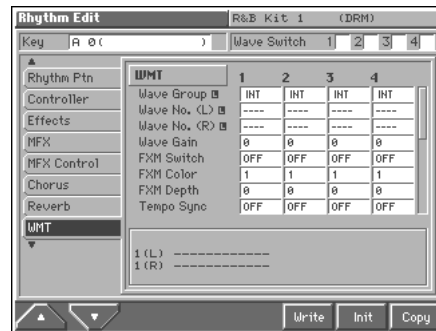 Rhythm Edit R&B Kit 1 (DRM)
Key A 0( ) Wave Switch 1 2 3 4
Rhythm Ptn
Controller
Effects
MFX
MFX Control
Chorus
Reverb
WMT
WMT 1 2 3 4
Wave Group INT INT INT INT
Wave No. (L) ---- ---- ---- ----
Wave No. (R) ---- ---- ---- ----
Wave Gain 0 0 0 0
FXM Switch OFF OFF OFF OFF
FXM Color 1 1 1 1
FXM Depth 0 0 0 0
Tempo Sync OFF OFF OFF OFF
1(L) ------------
1(R) ------------
Write Init Copy